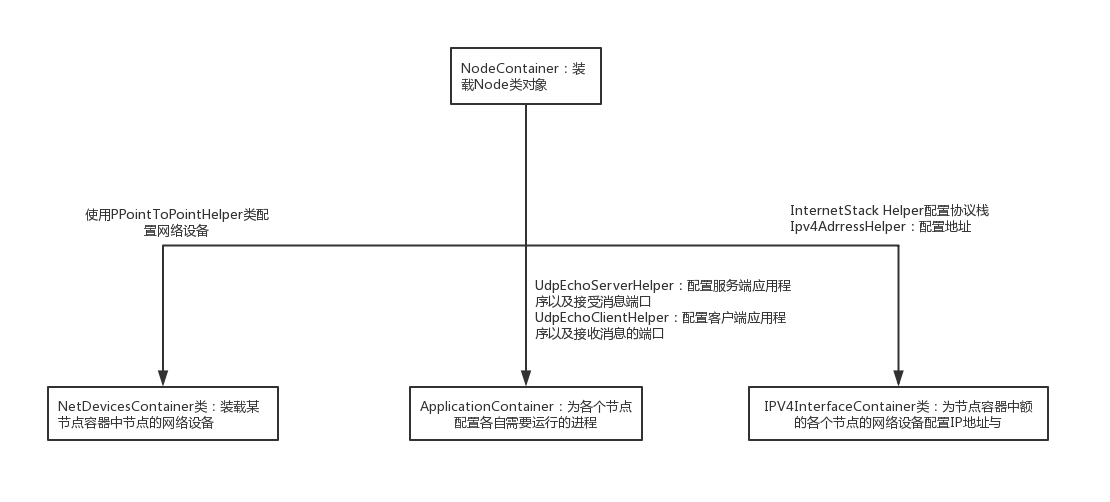 NodeContainer：装
载Node类对象
使用PPointToPointHelper类配
置网络设备
InternetStack Helper配置协议栈
Ipv4AdrressHelper：配置地址
UdpEchoServerHelper：配置服务端应用程
序以及接受消息端口
UdpEchoClientHelper：配置客户端应用程
序以及接收消息的端口
NetDevicesContainer类：装载某
节点容器中节点的网络设备
ApplicationContainer：为各个节点
配置各自需要运行的进程
IPV4InterfaceContainer类：为节点容器中额
的各个节点的网络设备配置IP地址与